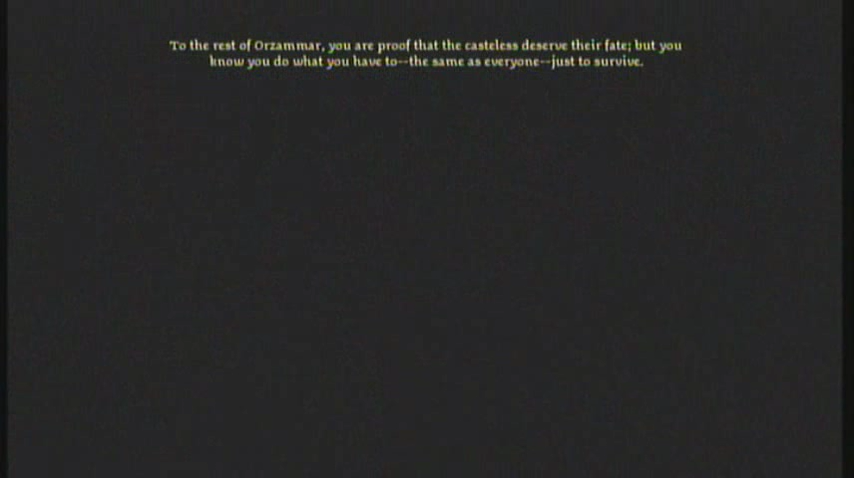 To the rest of Orzammar, you are proof that the casteless deserve their fate; but you
know you do what you have to--the same as everyone--just to survive.